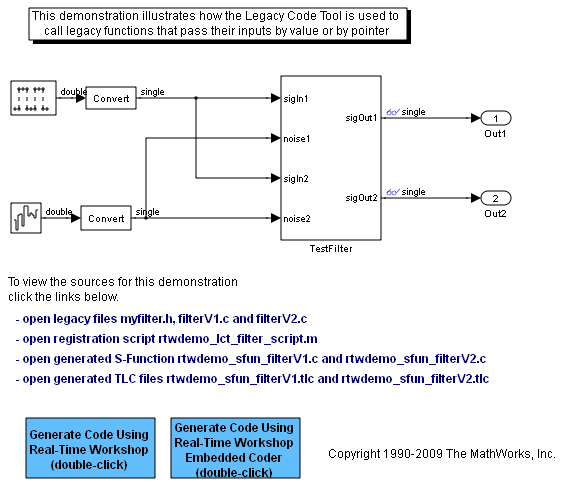 This demonstration illustrates how the Legacy Code Tool is used to
call legacy functions that pass their inputs by value or by pointer
double
Convert
single
sigIn1
sigOut1
single
1
Out1
noise1
sigIn2
double
Convert
single
noise2
sigOut2
single
2
Out2
TestFilter
To view the sources for this demonstration
click the links below.
- open legacy files myfilter.h, filterV1.c and filterV2.c
- open registration script rtwdemo_lct_filter_script.m
- open generated S-Function rtwdemo_sfun_filterV1.c and rtwdemo_sfun_filterV2.c
- open generated TLC files rtwdemo_sfun_filterV1.tlc and rtwdemo_sfun_filterV2.tlc
Generate Code Using
Real-Time Workshop
(double-click)
Generate Code Using
Real-Time Workshop
Embedded Coder
(double-click)
Copyright 1990-2009 The MathWorks, Inc.